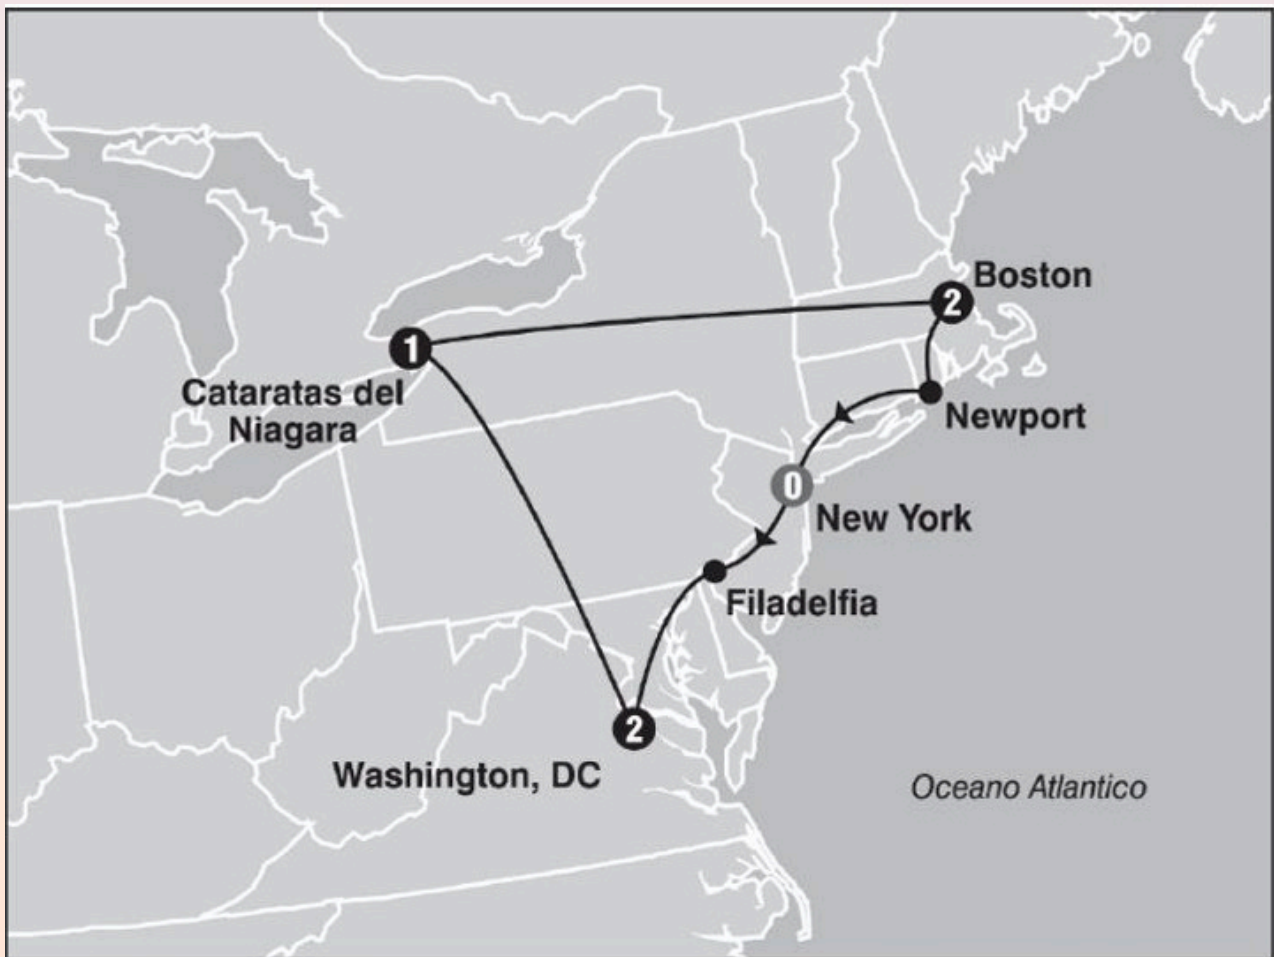 Boston
2
1
Cataratas del
Niagara
Newport
0
New York
Filadelfia
2
Washington, DC
Oceano Atlantico